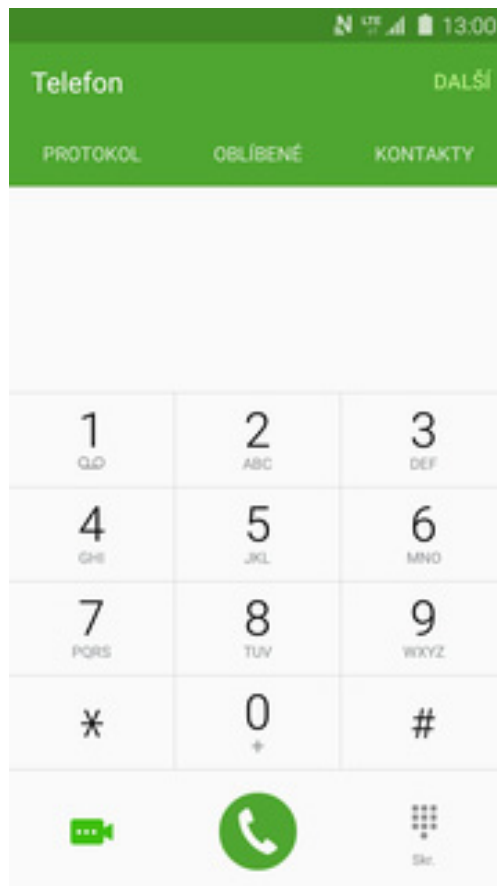 LTE 13:00
Telefon DALŠÍ
PROTOKOL OBLÍBENÉ KONTAKTY
1 2 3
ABC DEF
4 5 6
GHI JKL MNO
7 8 9
PQRS TUV WXYZ
* 0 #
+
Skr.